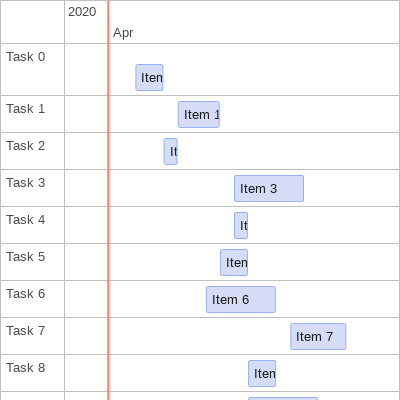 2020
Apr
Task 0
Item
Task 1
Item 1
Task 2
It
Task 3
Item 3
Task 4
It
Task 5
Item
Task 6
Item 6
Task 7
Item 7
Task 8
Item